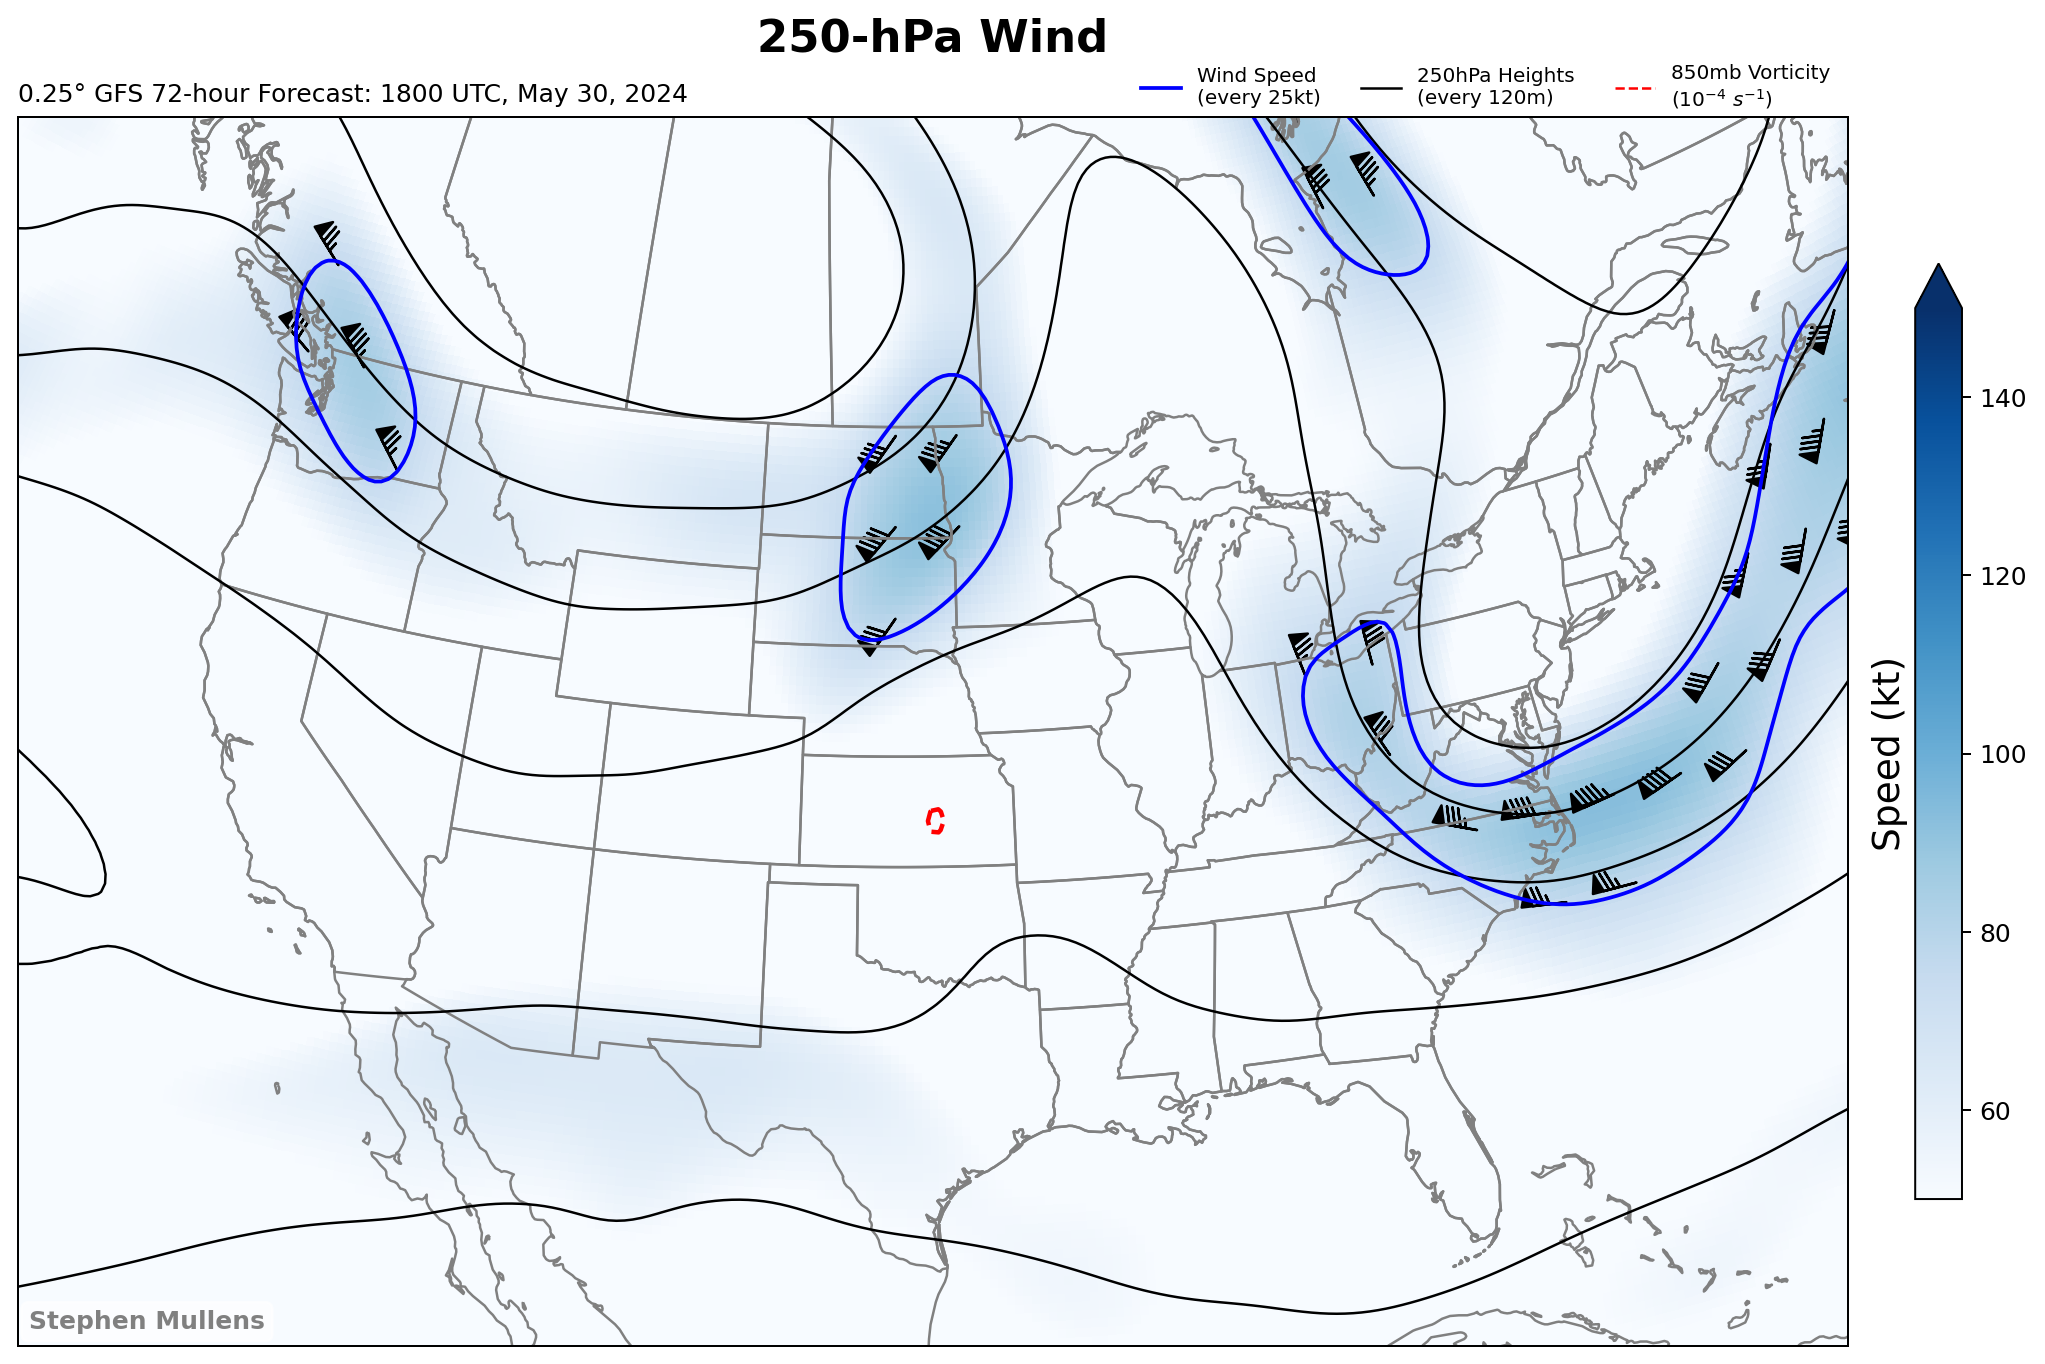 250-hPa Wind
0.25° GFS 72-hour Forecast: 1800 UTC, May 30, 2024
Wind Speed
(every 25kt)
250hPa Heights
(every 120m)
850mb Vorticity
(10⁻⁴ s⁻¹)
140
120
100
80
60
Speed (kt)
Stephen Mullens